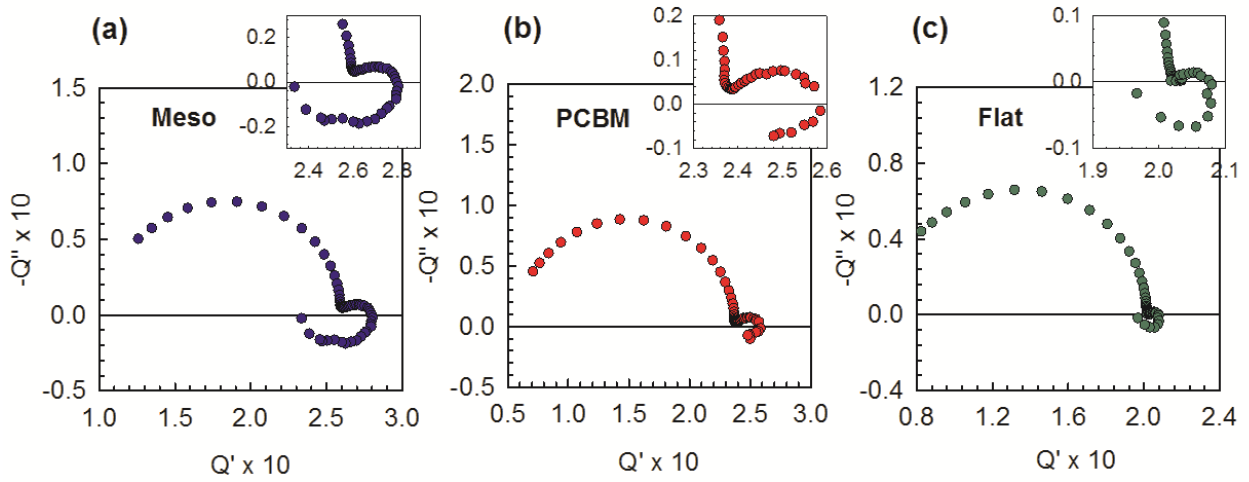 (a)
Meso
1.5
1.0
0.5
0.0
-0.5
1.0 1.5 2.0 2.5 3.0
-Q'' x 10
Q' x 10
0.2
0.0
-0.2
2.4 2.6 2.8
(b)
PCBM
2.0
1.5
1.0
0.5
0.0
-0.5
0.5 1.0 1.5 2.0 2.5 3.0
-Q'' x 10
Q' x 10
0.2
0.1
0.0
-0.1
2.3 2.4 2.5 2.6
(c)
Flat
1.2
0.8
0.4
0.0
-0.4
0.8 1.2 1.6 2.0 2.4
-Q'' x 10
Q' x 10
0.1
0.0
-0.1
1.9 2.0 2.1